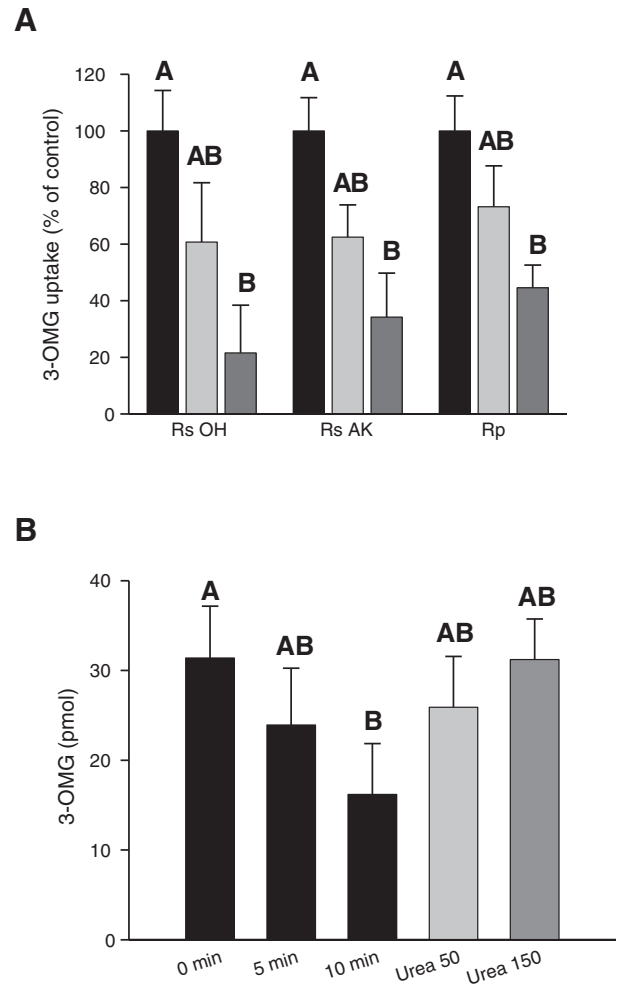 A
3-OMG uptake (% of control)
120
100
80
60
40
20
0
A
AB
B
A
AB
B
A
AB
B
Rs OH
Rs AK
Rp
B
3-OMG (pmol)
40
30
20
10
0
A
AB
B
AB
AB
0 min
5 min
10 min
Urea 50
Urea 150